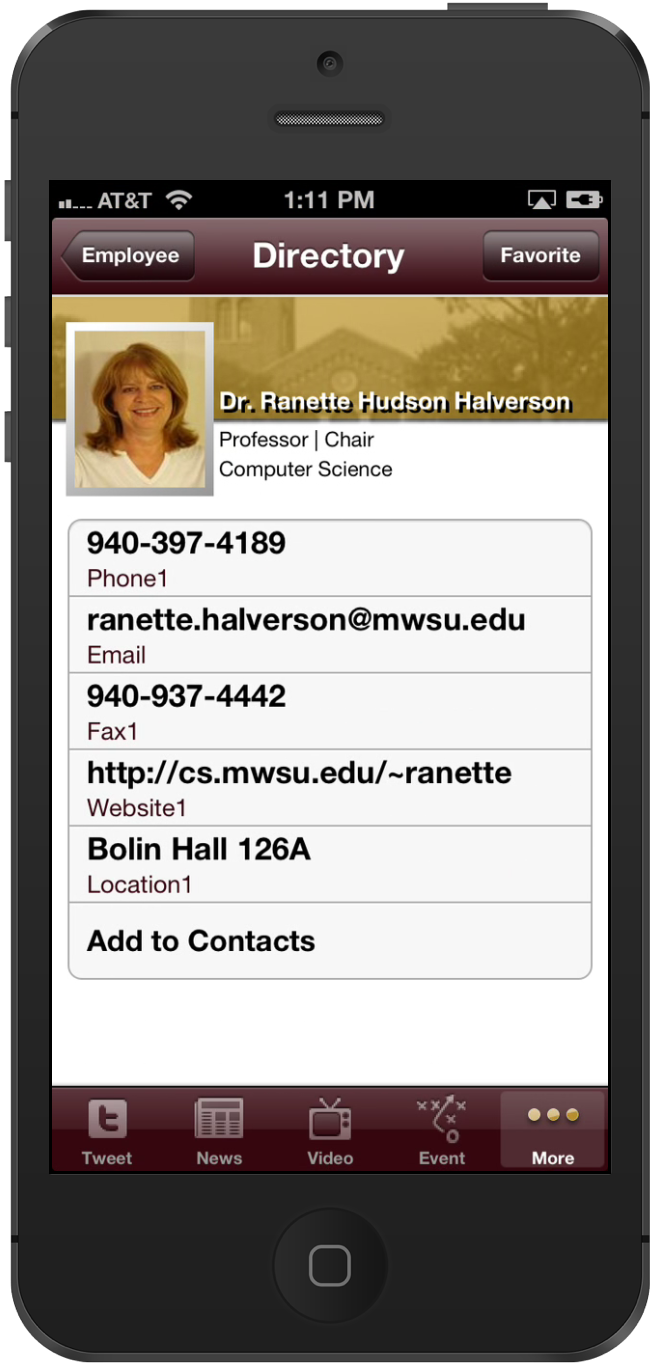 AT&T 1:11 PM
Employee Directory Favorite
Dr. Ranette Hudson Halverson
Professor | Chair
Computer Science
940-397-4189
Phone1
ranette.halverson@mwsu.edu
Email
940-937-4442
Fax1
http://cs.mwsu.edu/~ranette
Website1
Bolin Hall 126A
Location1
Add to Contacts
Tweet News Video Event More